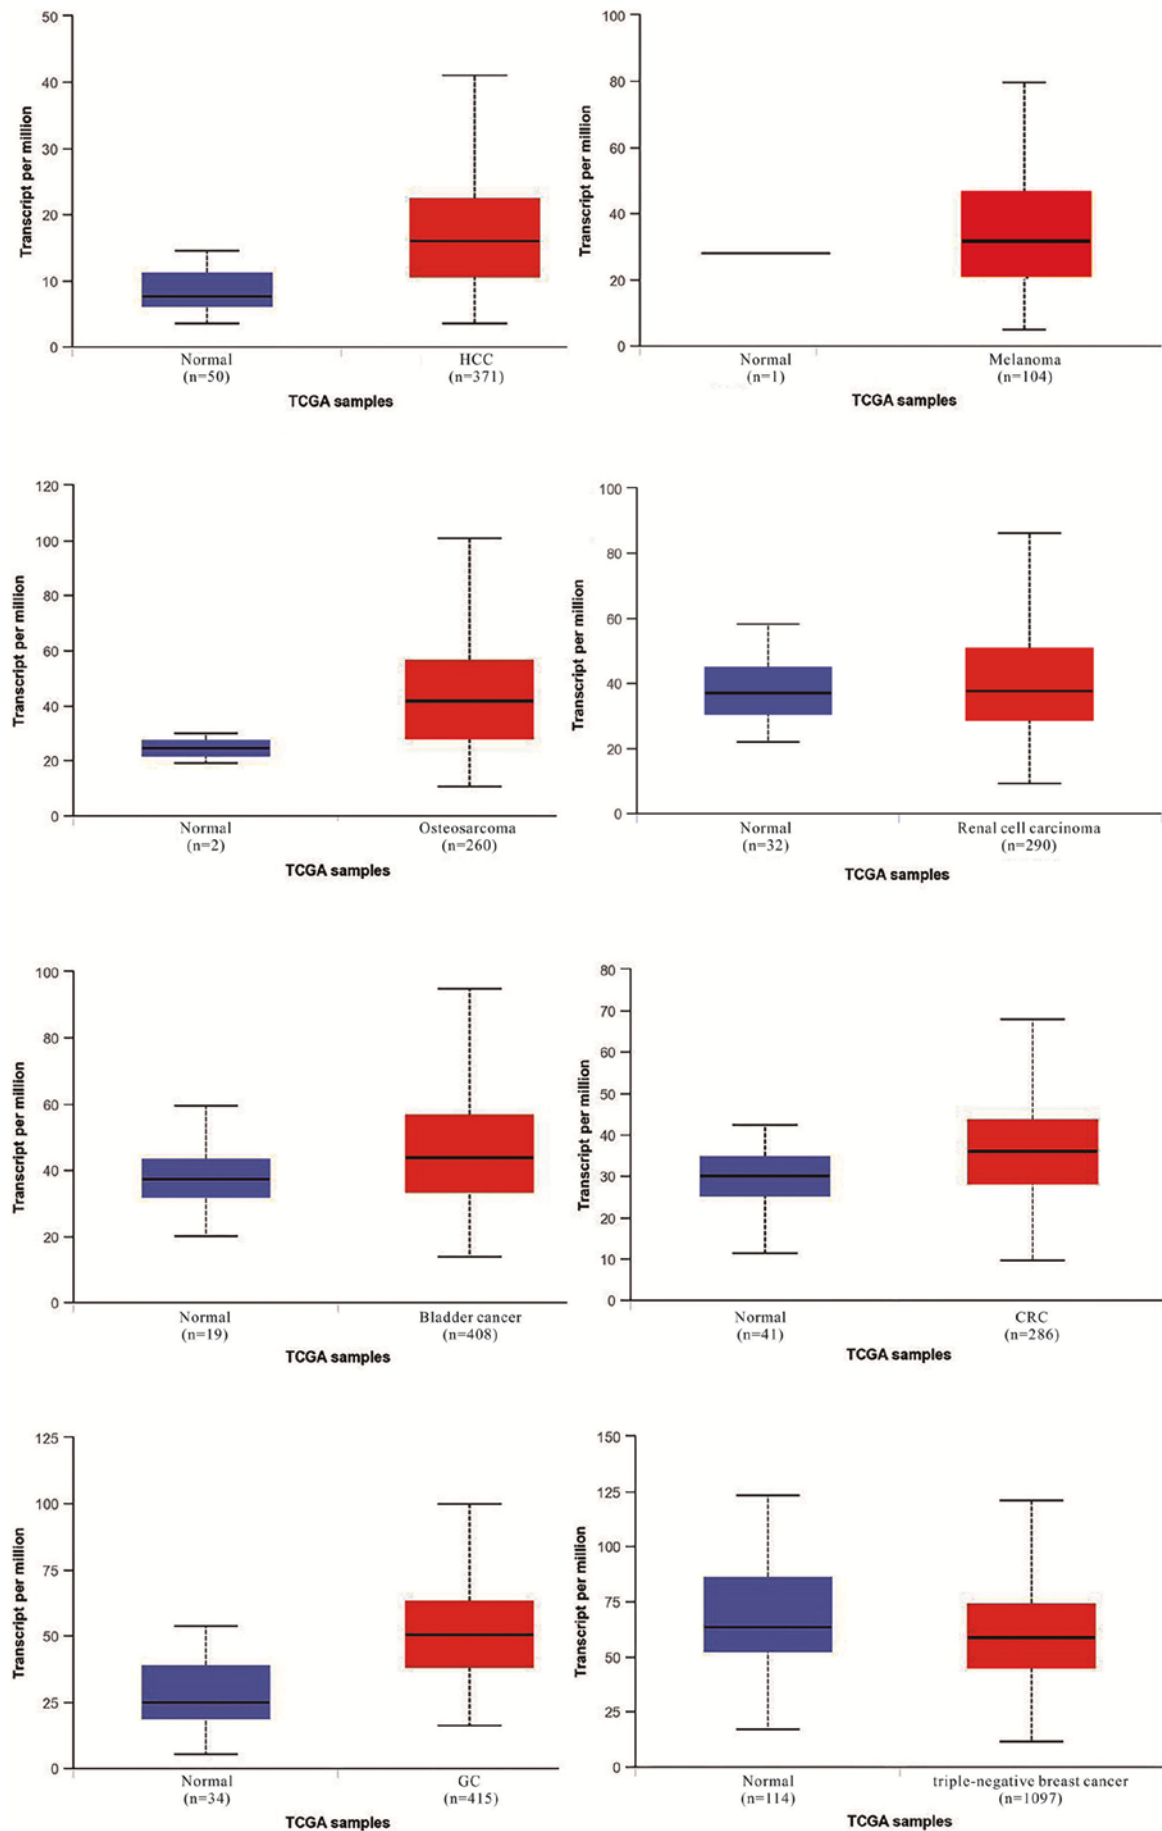 Transcript per million
50
40
30
20
10
0
Normal
(n=50)
HCC
(n=371)
TCGA samples
Transcript per million
100
80
60
40
20
0
Normal
(n=1)
Melanoma
(n=104)
TCGA samples
Transcript per million
120
100
80
60
40
20
0
Normal
(n=2)
Osteosarcoma
(n=260)
TCGA samples
Transcript per million
100
80
60
40
20
0
Normal
(n=32)
Renal cell carcinoma
(n=290)
TCGA samples
Transcript per million
100
80
60
40
20
0
Normal
(n=19)
Bladder cancer
(n=408)
TCGA samples
Transcript per million
80
70
60
50
40
30
20
10
0
Normal
(n=41)
CRC
(n=286)
TCGA samples
Transcript per million
125
100
75
50
25
0
Normal
(n=34)
GC
(n=415)
TCGA samples
Transcript per million
150
125
100
75
50
25
0
Normal
(n=114)
triple-negative breast cancer
(n=1097)
TCGA samples